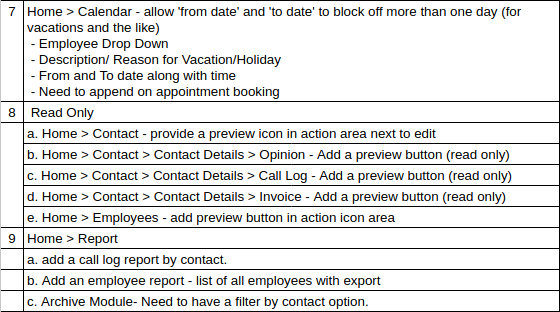 7 Home > Calendar - allow 'from date' and 'to date' to block off more than one day (for
vacations and the like)
- Employee Drop Down
- Description/ Reason for Vacation/Holiday
- From and To date along with time
- Need to append on appointment booking
8 Read Only
a. Home > Contact - provide a preview icon in action area next to edit
b. Home > Contact > Contact Details > Opinion - Add a preview button (read only)
c. Home > Contact > Contact Details > Call Log - Add a preview button (read only)
d. Home > Contact > Contact Details > Invoice - Add a preview button (read only)
e. Home > Employees - add preview button in action icon area
9 Home > Report
a. add a call log report by contact.
b. Add an employee report - list of all employees with export
c. Archive Module- Need to have a filter by contact option.